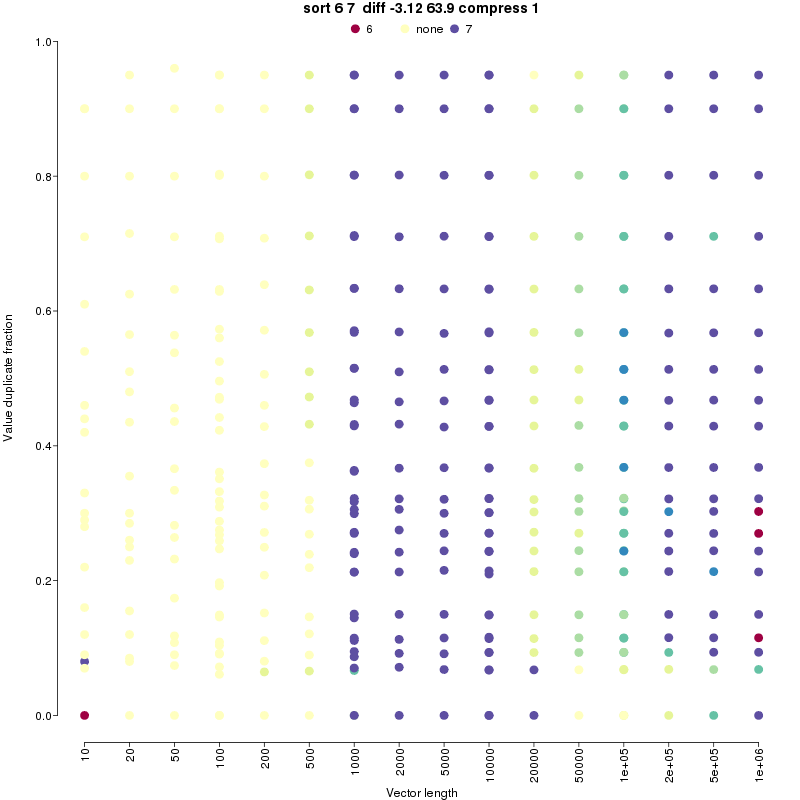 sort 6 7 diff -3.12 63.9 compress 1
6 none 7
1.0
0.8
0.6
0.4
0.2
0.0
Value duplicate fraction
10 20 50 100 200 500 1000 2000 5000 10000 20000 50000 1e+05 2e+05 5e+05 1e+06
Vector length